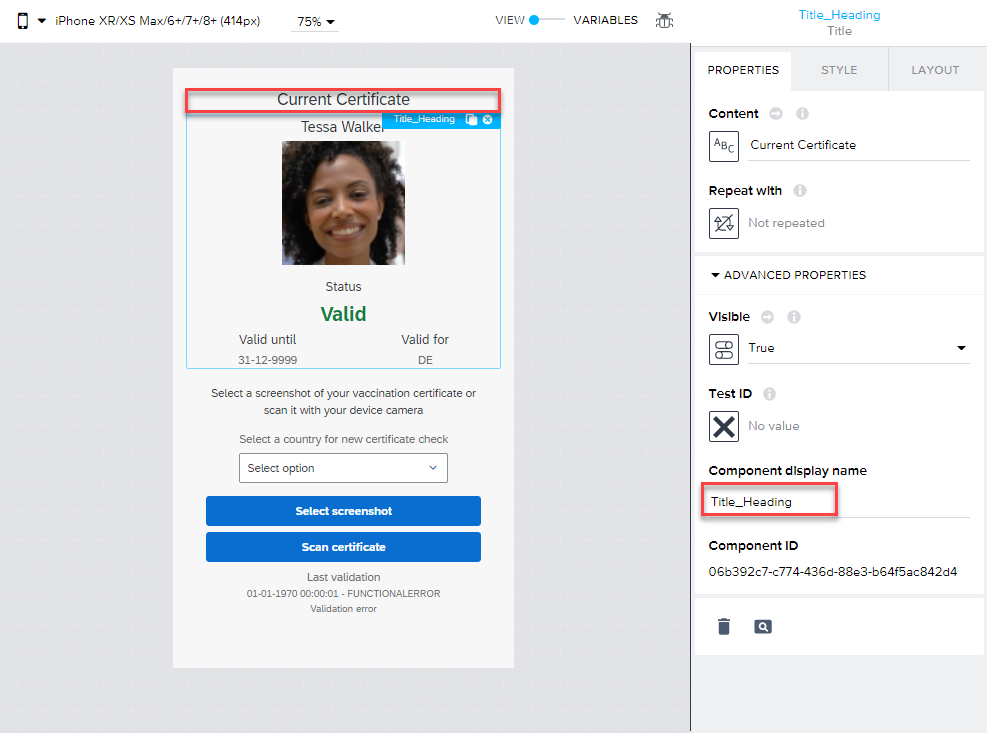 iPhone XR/XS Max/6+/7+/8+ (414px)
75%
VIEW
VARIABLES
Title_Heading
Title
PROPERTIES
STYLE
LAYOUT
Current Certificate
Title_Heading
Tessa Walker
Status
Valid
Valid until
Valid for
31-12-9999
DE
Select a screenshot of your vaccination certificate or
scan it with your device camera
Select a country for new certificate check
Select option
Select screenshot
Scan certificate
Last validation
01-01-1970 00:00:01 - FUNCTIONALERROR
Validation error
Content
ABC
Current Certificate
Repeat with
Not repeated
ADVANCED PROPERTIES
Visible
True
Test ID
No value
Component display name
Title_Heading
Component ID
06b392c7-c774-436d-88e3-b64f5ac842d4